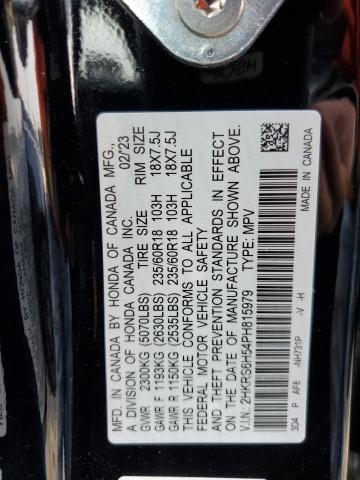 MFD. IN CANADA BY HONDA OF CANADA MFG.,
A DIVISION OF HONDA CANADA INC. 02/23
TIRE SIZE RIM SIZE
GVWR 2300KG (5070LBS)
GAWR F 1193KG (2630LBS) 235/60R18 103H 18X7.5J
GAWR R 1150KG (2535LBS) 235/60R18 103H 18X7.5J
THIS VEHICLE CONFORMS TO ALL APPLICABLE
FEDERAL MOTOR VEHICLE SAFETY
AND THEFT PREVENTION STANDARDS IN EFFECT
ON THE DATE OF MANUFACTURE SHOWN ABOVE.
V.I.N.: 2HKRS6H54PH815979 TYPE: MPV
3D4 P AF8 -NH731P -V -H
MADE IN CANADA